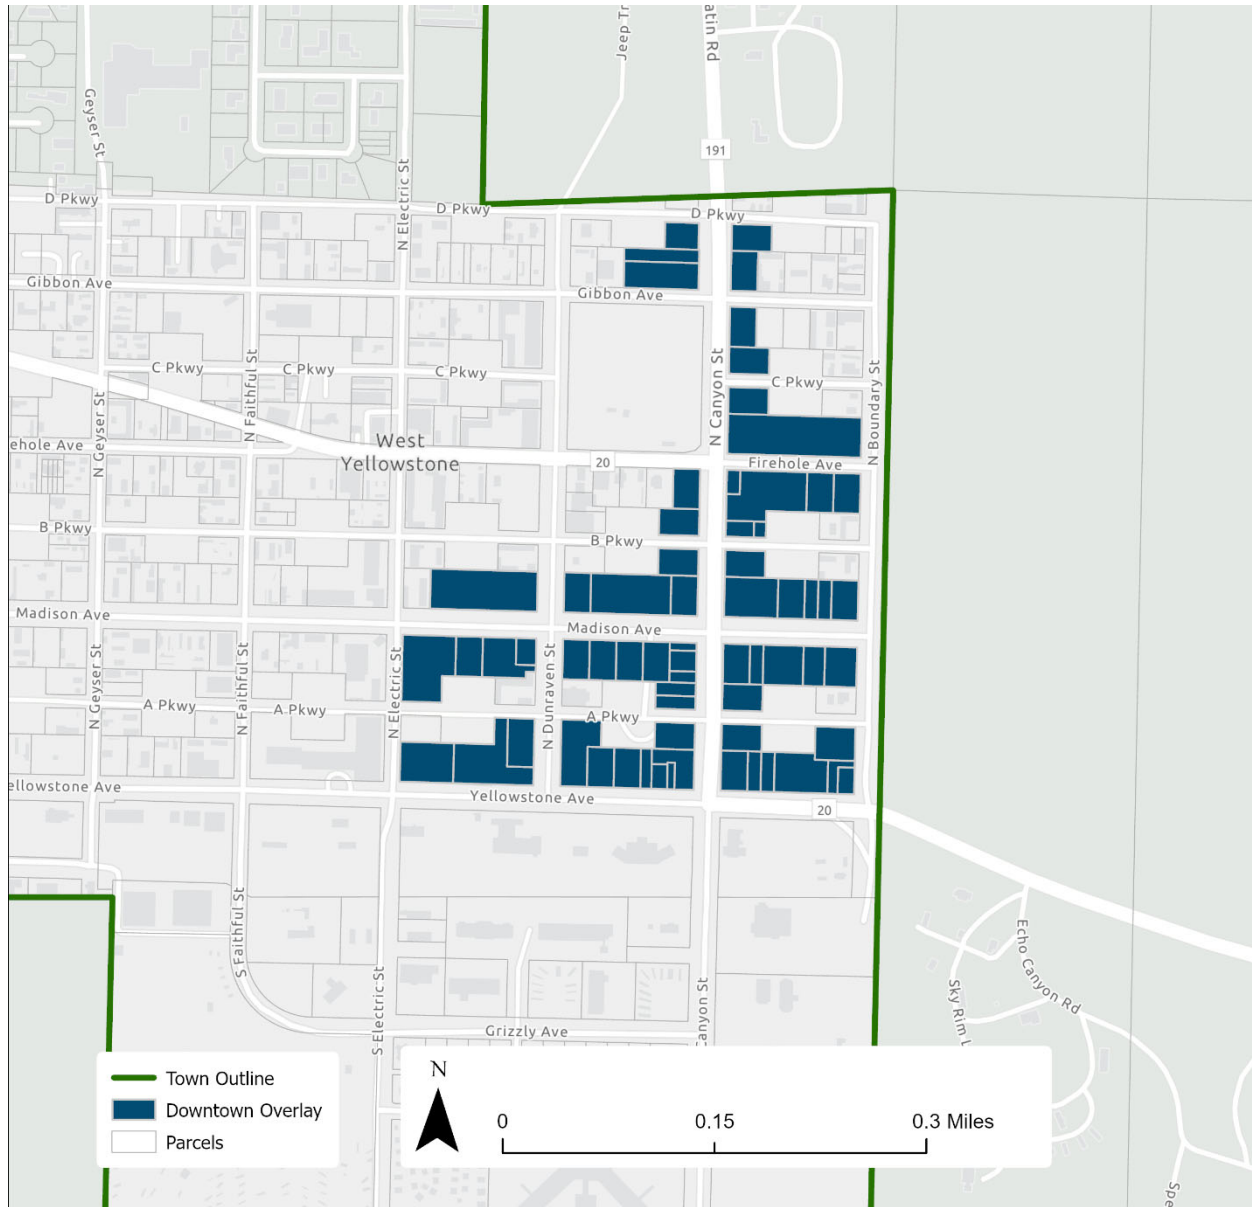 Jeep Tr
atin Rd
Geyser St
191
N Electric St
D Pkwy
D Pkwy
D Pkwy
Gibbon Ave
Gibbon Ave
C Pkwy
C Pkwy
C Pkwy
C Pkwy
N Faithful St
N Canyon St
N Boundary St
West
Yellowstone
ehole Ave
N Geyser St
20
Firehole Ave
B Pkwy
B Pkwy
Madison Ave
Madison Ave
N Geyser St
N Faithful St
N Electric St
N Dunraven St
A Pkwy
A Pkwy
A Pkwy
ellowstone Ave
Yellowstone Ave
20
S Faithful St
S Electric St
Canyon St
Grizzly Ave
Echo Canyon Rd
Sky Rim L
Spe
Town Outline
Downtown Overlay
Parcels
N
0 0.15 0.3 Miles